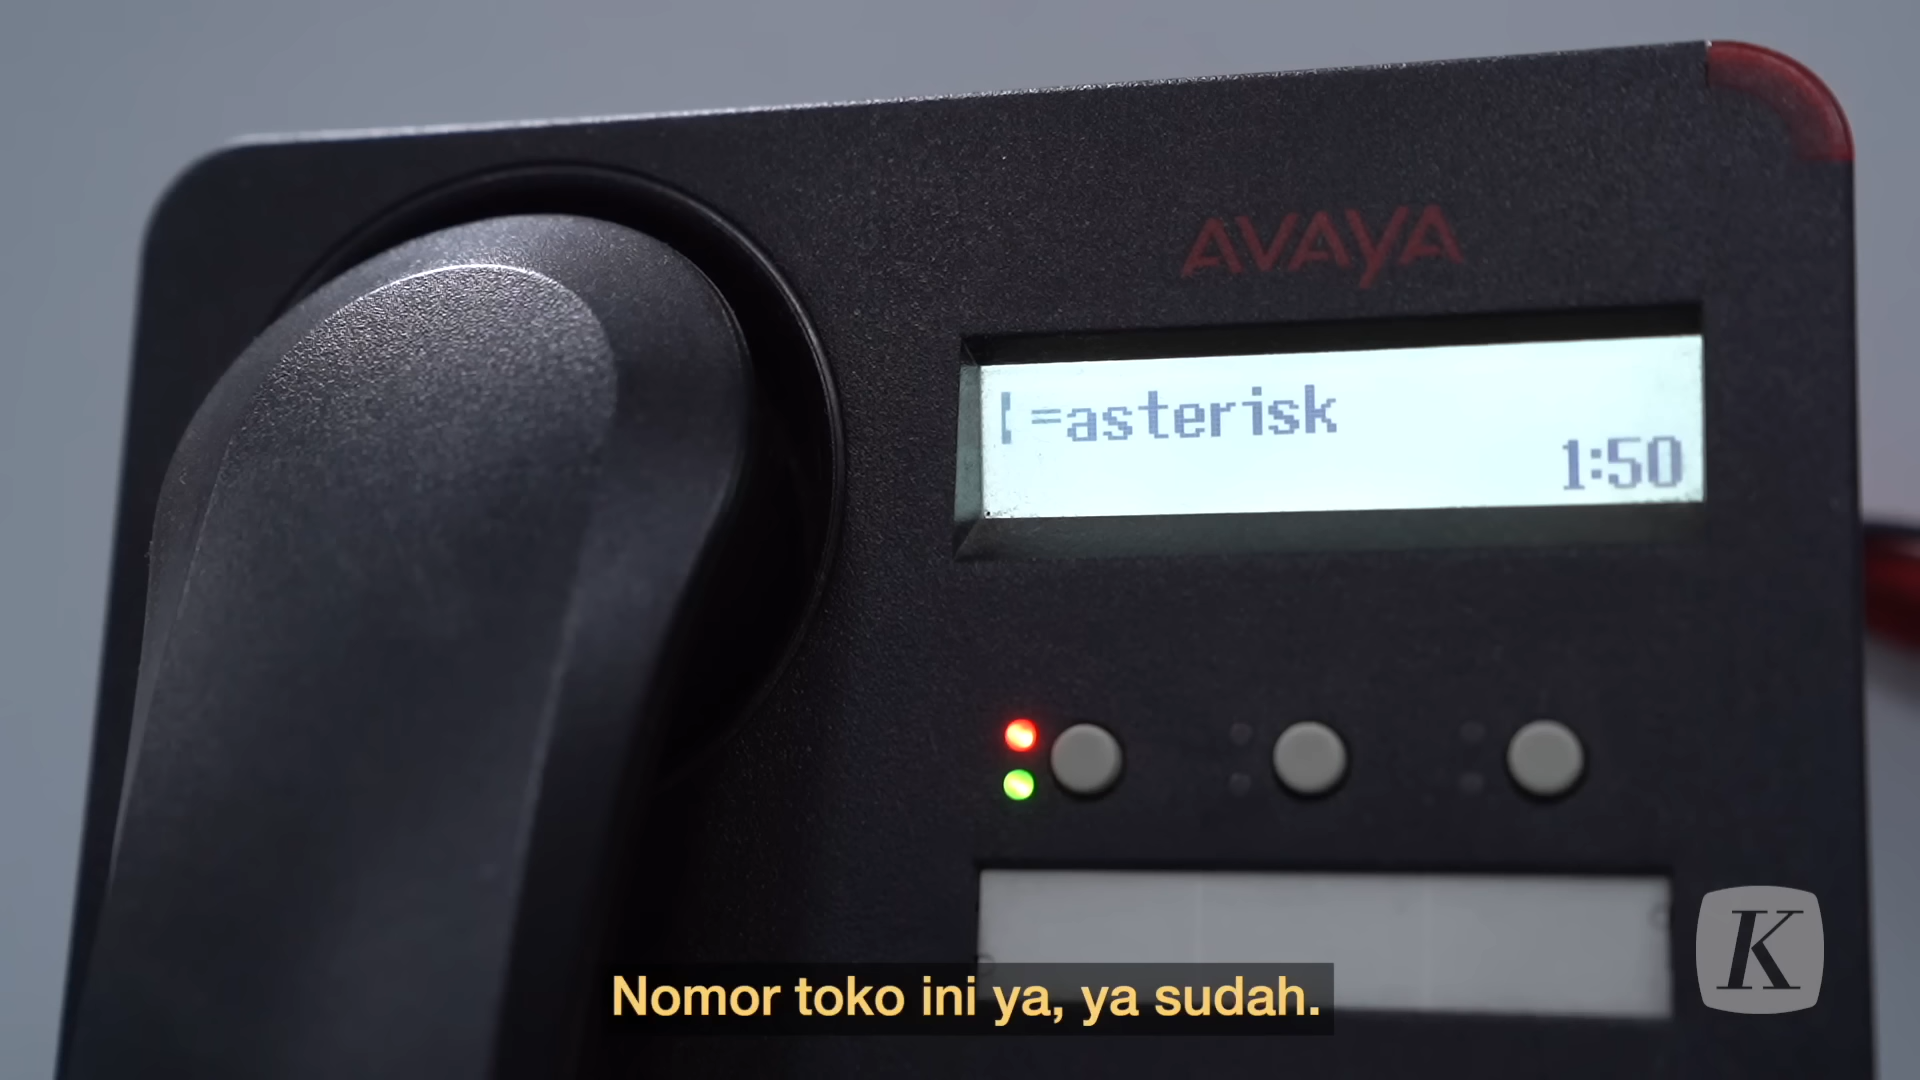 AVAYA
=asterisk
1:50
K
Nomor toko ini ya, ya sudah.